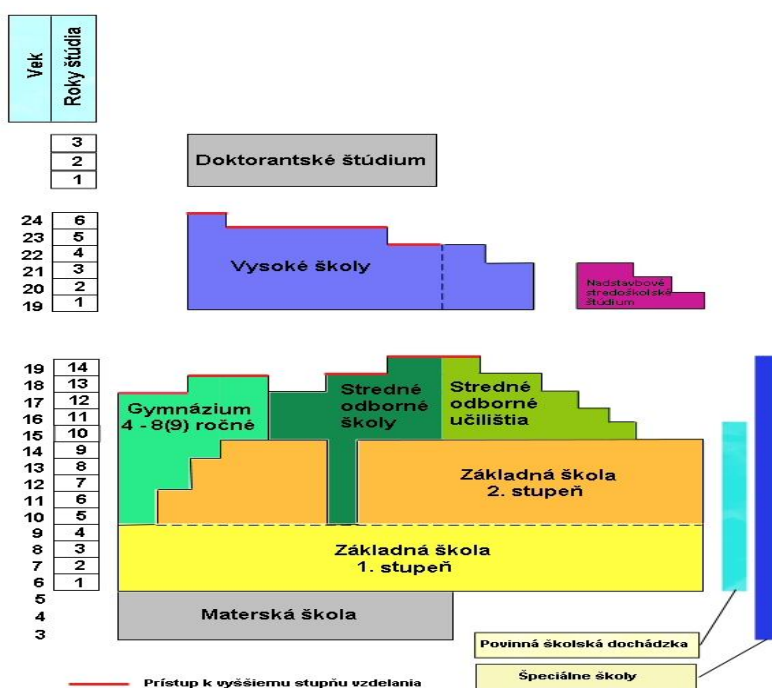 Vek
Roky štúdia
3
2
1
Doktorantské štúdium
24 6
23 5
22 4
21 3
20 2
19 1
Vysoké školy
Nadstavbové
stredoškolské
štúdium
19 14
18 13
17 12
16 11
15 10
14 9
13 8
12 7
11 6
10 5
9 4
8 3
7 2
6 1
5
4
3
Gymnázium
4 - 8(9) ročné
Stredné
odborné
školy
Stredné
odborné
učilištia
Základná škola
2. stupeň
Základná škola
1. stupeň
Materská škola
Povinná školská dochádzka
Špeciálne školy
Prístup k vyššiemu stupňu vzdelania